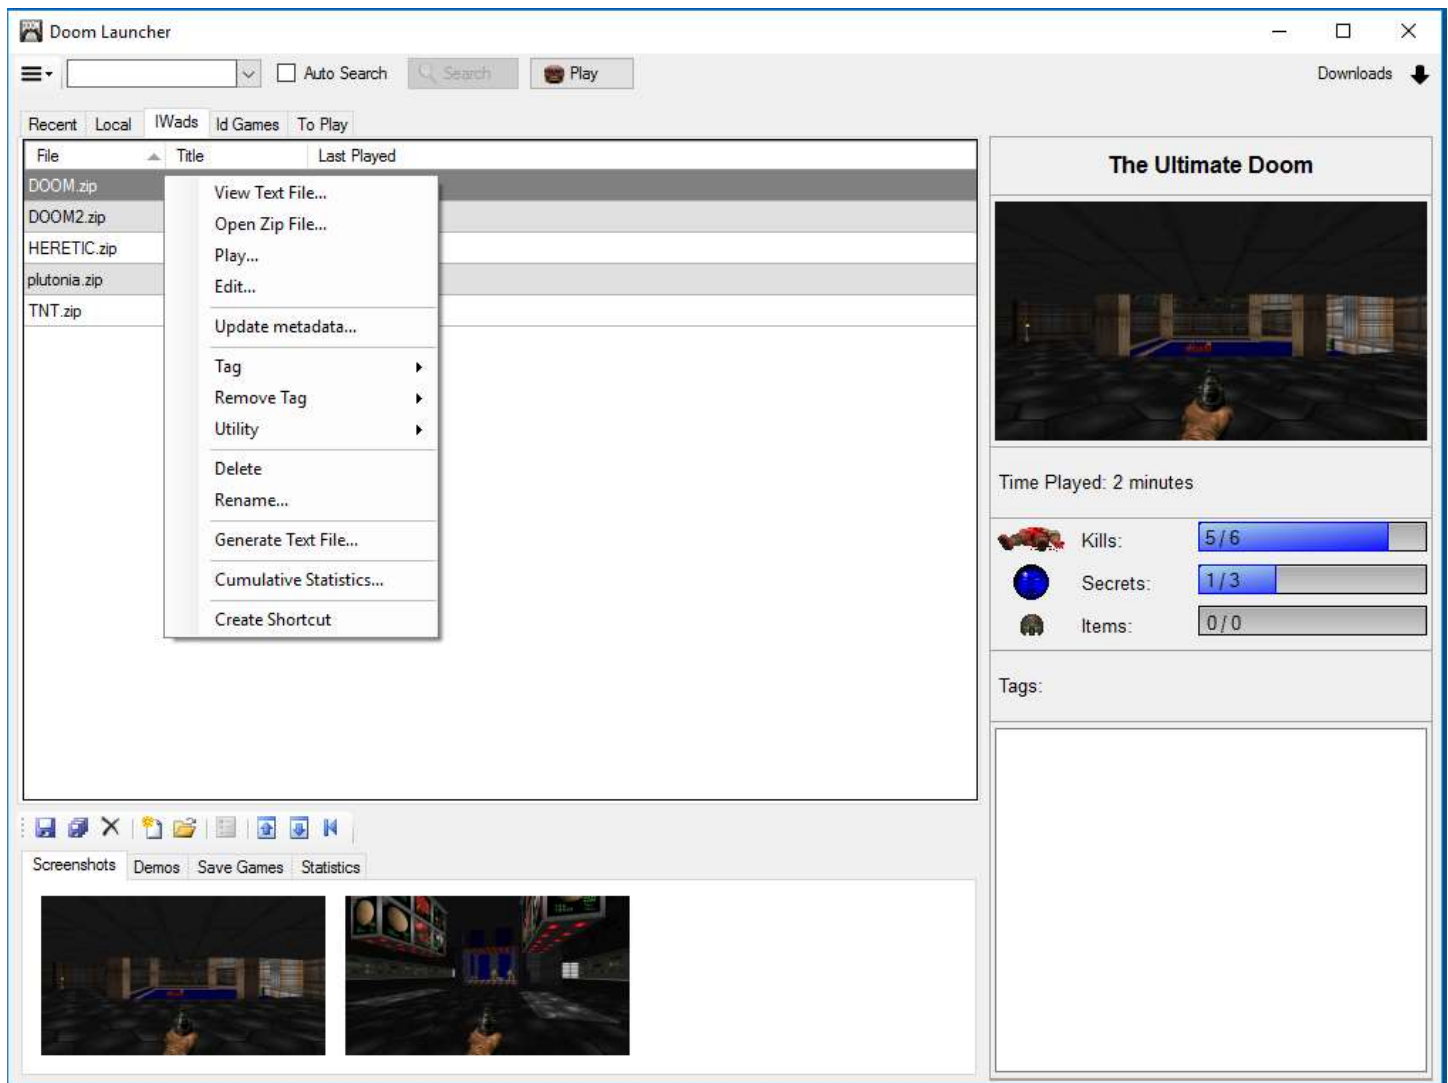 Doom Launcher
Auto Search Search Play Downloads
Recent Local IWads Id Games To Play
File Title Last Played
DOOM.zip
DOOM2.zip
HERETIC.zip
plutonia.zip
TNT.zip
View Text File...
Open Zip File...
Play...
Edit...
Update metadata...
Tag
Remove Tag
Utility
Delete
Rename...
Generate Text File...
Cumulative Statistics...
Create Shortcut
The Ultimate Doom
Time Played: 2 minutes
Kills: 5 / 6
Secrets: 1 / 3
Items: 0 / 0
Tags:
Screenshots Demos Save Games Statistics